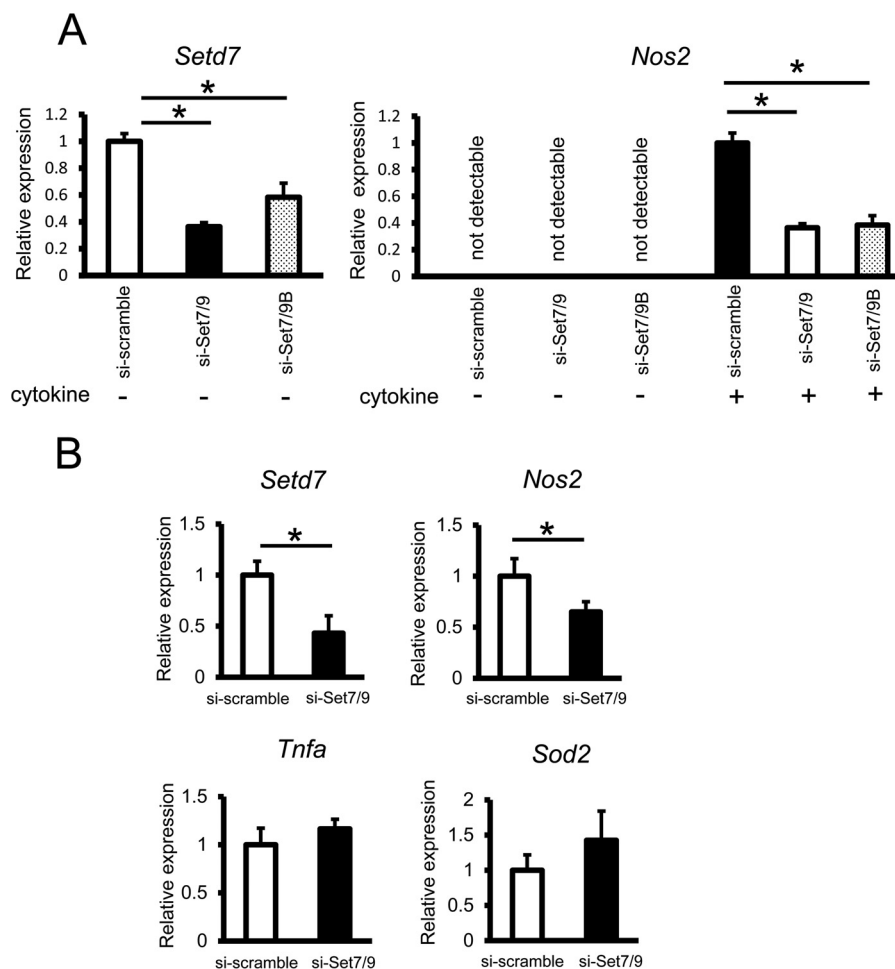 A
Setd7
*
*
Relative expression
1.2
1
0.8
0.6
0.4
0.2
0
si-scramble
si-Set7/9
si-Set7/9B
cytokine - - -
Nos2
*
*
Relative expression
1.2
1
0.8
0.6
0.4
0.2
0
not detectable
not detectable
not detectable
si-scramble
si-Set7/9
si-Set7/9B
si-scramble
si-Set7/9
si-Set7/9B
cytokine - - - + + +
B
Setd7
*
Relative expression
1.5
1
0.5
0
si-scramble si-Set7/9
Nos2
*
Relative expression
1.5
1
0.5
0
si-scramble si-Set7/9
Tnfa
Relative expression
1.5
1
0.5
0
si-scramble si-Set7/9
Sod2
Relative expression
2
1.5
1
0.5
0
si-scramble si-Set7/9